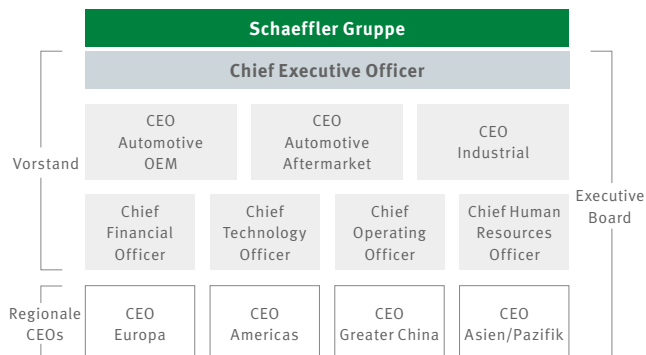 Schaeffler Gruppe
Chief Executive Officer
Vorstand
CEO
Automotive
OEM
CEO
Automotive
Aftermarket
CEO
Industrial
Chief
Financial
Officer
Chief
Technology
Officer
Chief
Operating
Officer
Chief Human
Resources
Officer
Executive
Board
Regionale
CEOs
CEO
Europa
CEO
Americas
CEO
Greater China
CEO
Asien/Pazifik